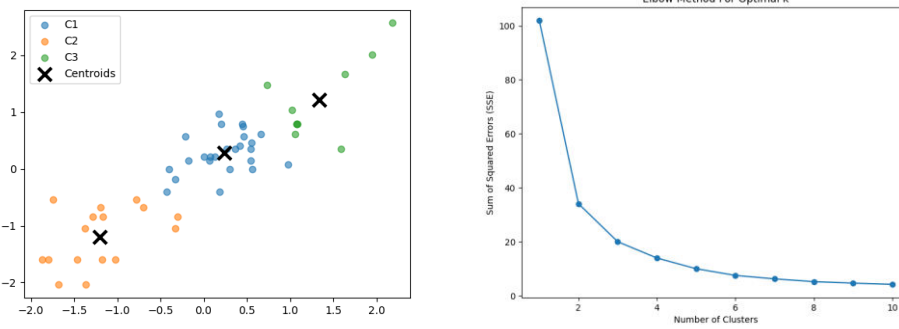 C1
C2
C3
Centroids
2
1
0
−1
−2
−2.0 −1.5 −1.0 −0.5 0.0 0.5 1.0 1.5 2.0
Elbow Method For Optimal k
Sum of Squared Errors (SSE)
100
80
60
40
20
0
2 4 6 8 10
Number of Clusters